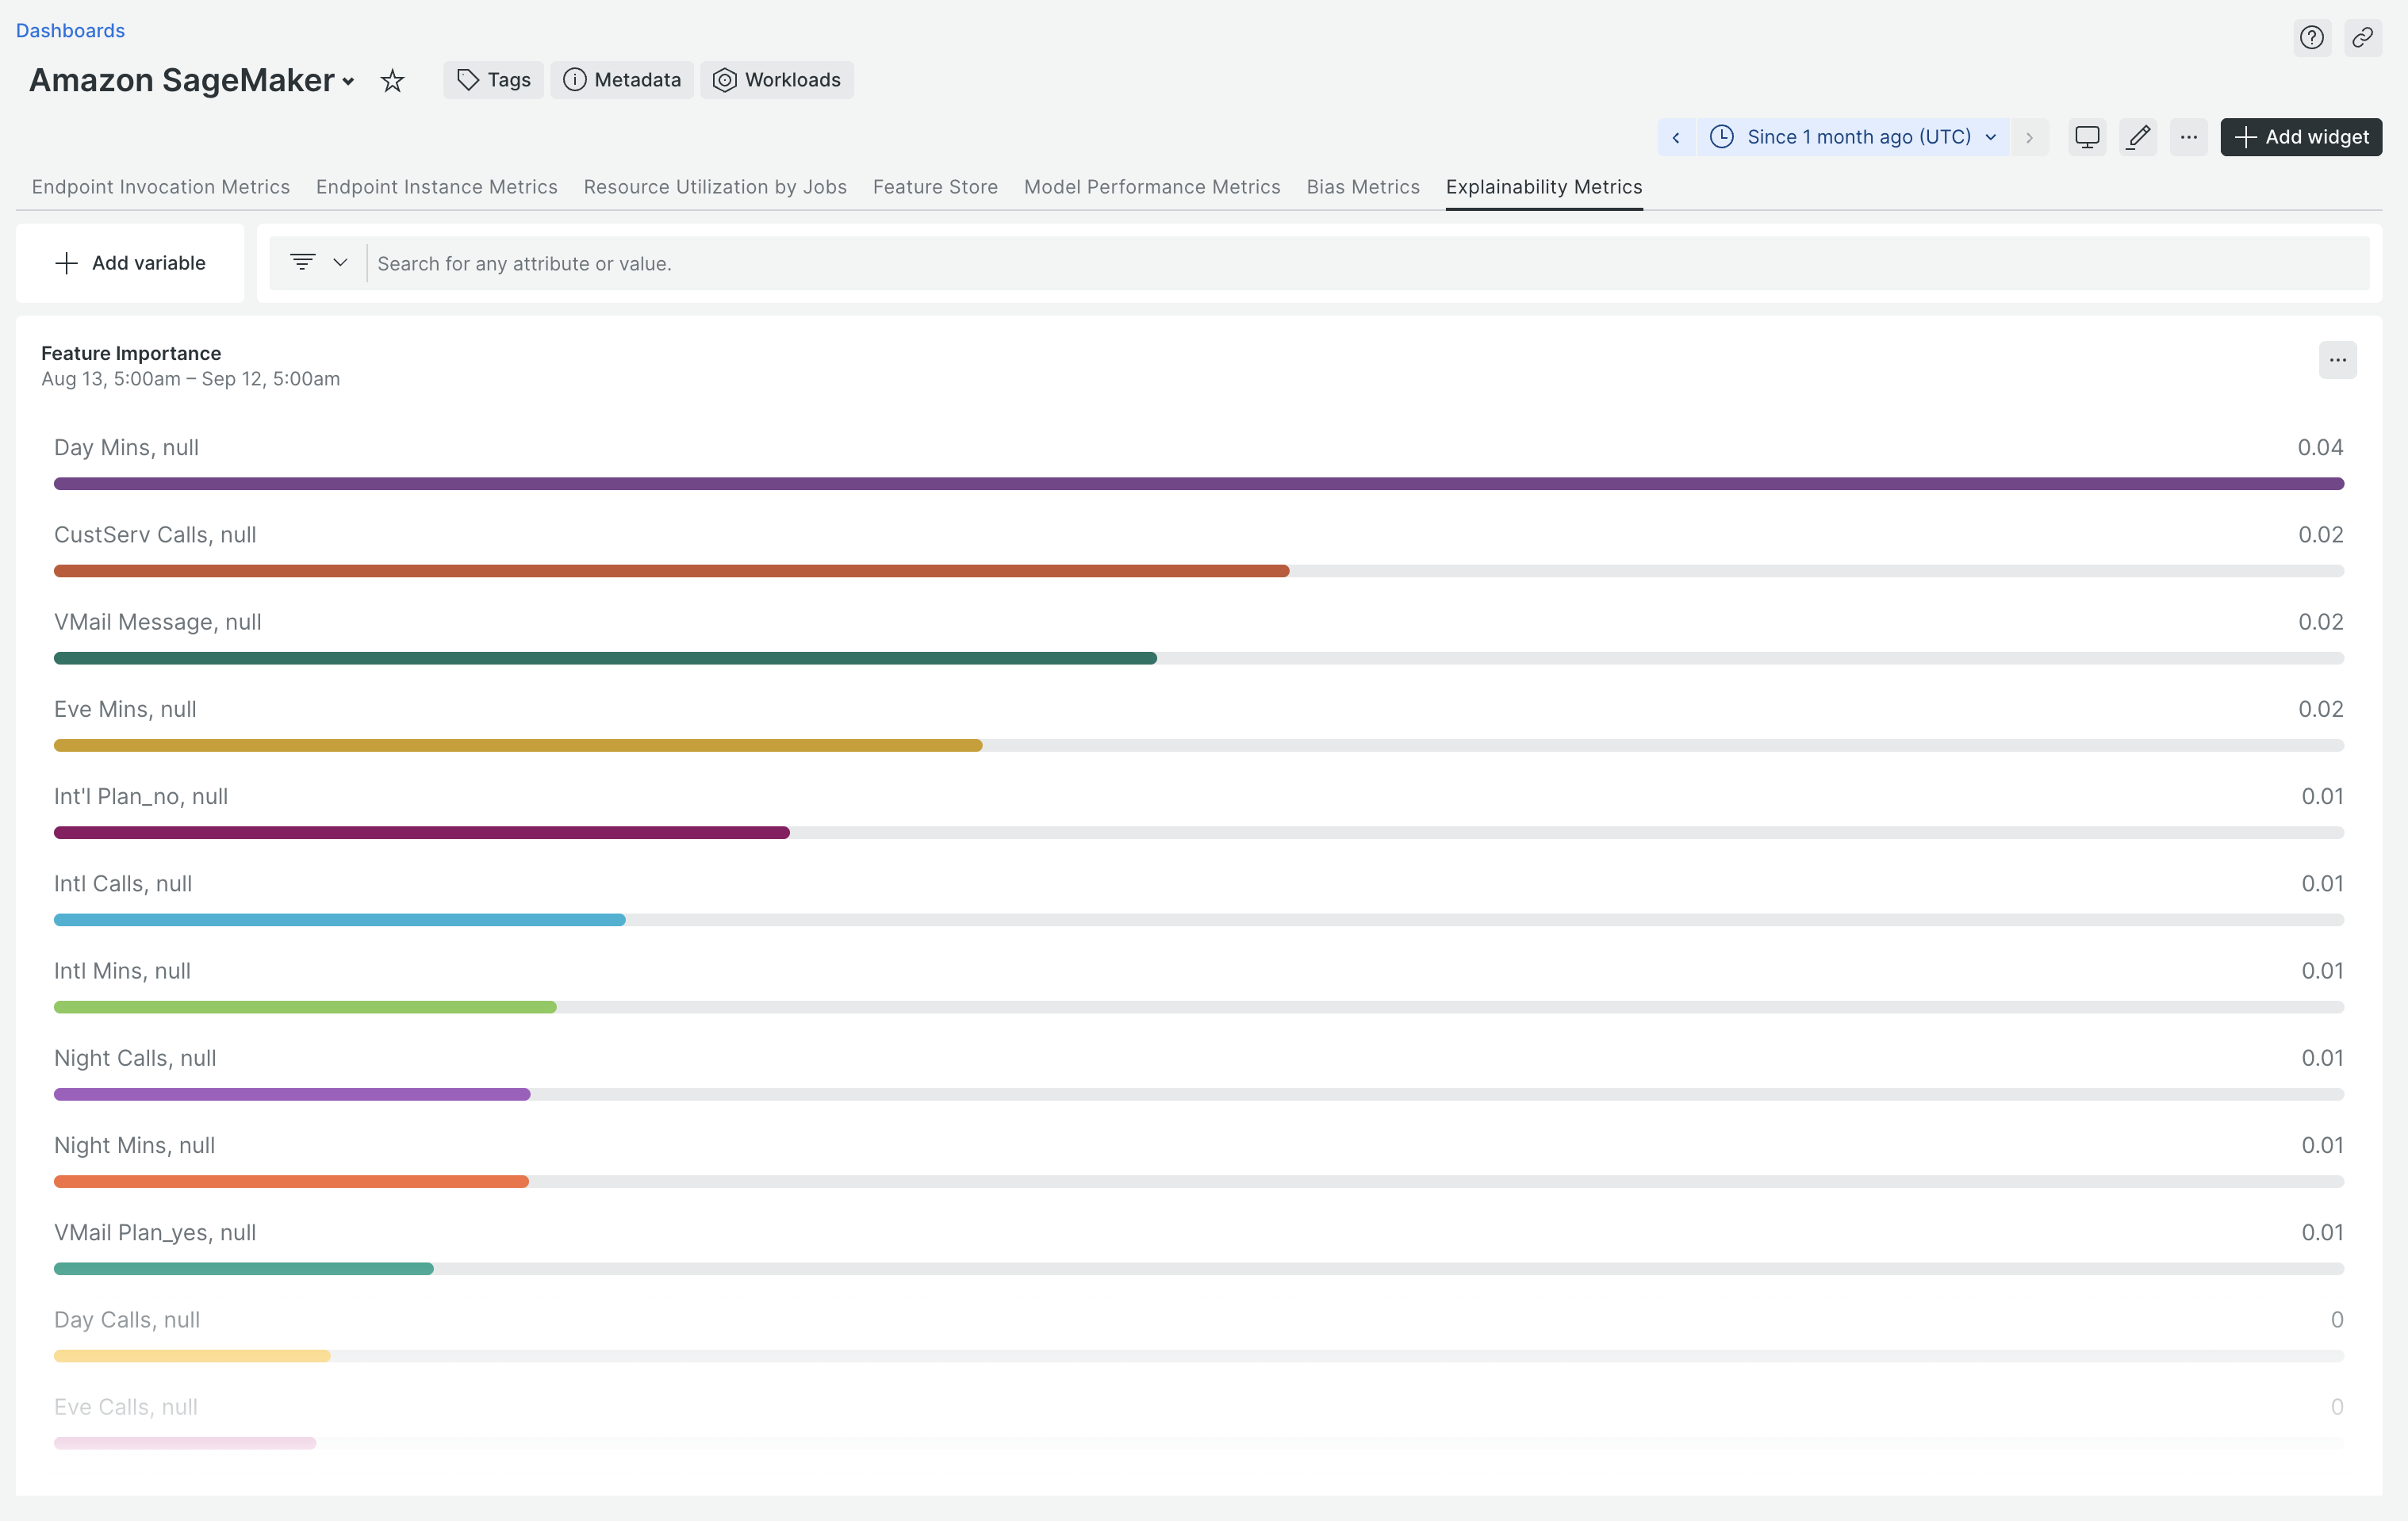 Dashboards
Amazon SageMaker
Tags
Metadata
Workloads
Since 1 month ago (UTC)
Add widget
Endpoint Invocation Metrics
Endpoint Instance Metrics
Resource Utilization by Jobs
Feature Store
Model Performance Metrics
Bias Metrics
Explainability Metrics
Add variable
Search for any attribute or value.
Feature Importance
Aug 13, 5:00am – Sep 12, 5:00am
Day Mins, null 0.04
CustServ Calls, null 0.02
VMail Message, null 0.02
Eve Mins, null 0.02
Int'l Plan_no, null 0.01
Intl Calls, null 0.01
Intl Mins, null 0.01
Night Calls, null 0.01
Night Mins, null 0.01
VMail Plan_yes, null 0.01
Day Calls, null 0
Eve Calls, null 0